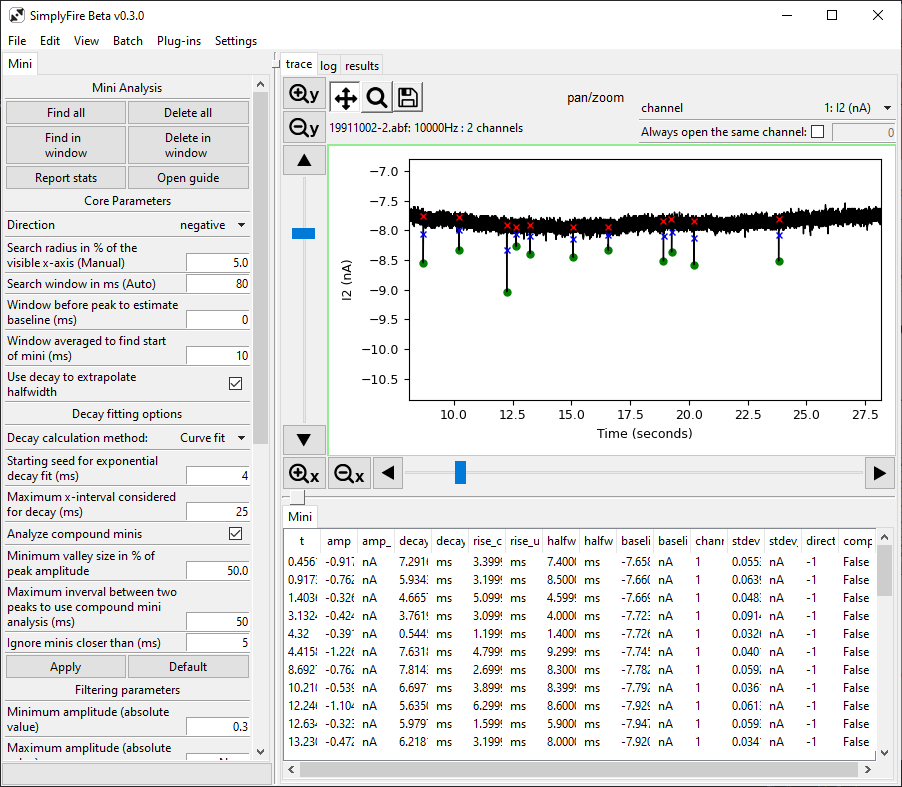 SimplyFire Beta v0.3.0
File Edit View Batch Plug-ins Settings
Mini
Mini Analysis
Find all Delete all
Find in window Delete in window
Report stats Open guide
Core Parameters
Direction negative
Search radius in % of the
visible x-axis (Manual) 5.0
Search window in ms (Auto) 80
Window before peak to estimate
baseline (ms) 0
Window averaged to find start
of mini (ms) 10
Use decay to extrapolate
halfwidth
Decay fitting options
Decay calculation method: Curve fit
Starting seed for exponential
decay fit (ms) 4
Maximum x-interval considered
for decay (ms) 25
Analyze compound minis
Minimum valley size in % of
peak amplitude 50.0
Maximum inverval between two
peaks to use compound mini
analysis (ms) 50
Ignore minis closer than (ms) 5
Apply Default
Filtering parameters
Minimum amplitude (absolute
value) 0.3
Maximum amplitude (absolute
trace log results
y
y
pan/zoom
channel 1: I2 (nA)
19911002-2.abf: 10000Hz : 2 channels
Always open the same channel: 0
−7.0
−7.5
−8.0
−8.5
−9.0
−9.5
−10.0
−10.5
I2 (nA)
10.0 12.5 15.0 17.5 20.0 22.5 25.0 27.5
Time (seconds)
x x
Mini
t amp amp_ decay decay rise_c rise_u halfw halfw baseli baseli chanr stdev stdev_ direct comp
0.4561 -0.917 nA 7.2916 ms 3.3999 ms 7.4000 ms -7.658 nA 1 0.0553 nA -1 False
0.9173 -0.762 nA 5.9343 ms 3.1999 ms 8.5000 ms -7.660 nA 1 0.0639 nA -1 False
1.4036 -0.326 nA 4.6657 ms 5.0999 ms 4.5999 ms -7.669 nA 1 0.0483 nA -1 False
3.1324 -0.424 nA 3.7619 ms 3.0999 ms 4.0000 ms -7.723 nA 1 0.0914 nA -1 False
4.32 -0.391 nA 0.5445 ms 1.1999 ms 1.4000 ms -7.726 nA 1 0.0326 nA -1 False
4.4158 -1.226 nA 7.6318 ms 4.7999 ms 9.2999 ms -7.745 nA 1 0.0401 nA -1 False
8.6927 -0.762 nA 7.8143 ms 2.6999 ms 8.3000 ms -7.782 nA 1 0.0592 nA -1 False
10.210 -0.539 nA 6.6971 ms 3.8999 ms 8.3999 ms -7.792 nA 1 0.0361 nA -1 False
12.246 -1.104 nA 5.6350 ms 6.2999 ms 8.6000 ms -7.929 nA 1 0.0613 nA -1 False
12.634 -0.323 nA 5.9797 ms 1.5999 ms 5.9000 ms -7.947 nA 1 0.0593 nA -1 False
13.230 -0.472 nA 6.2187 ms 3.1999 ms 8.0000 ms -7.920 nA 1 0.0341 nA -1 False